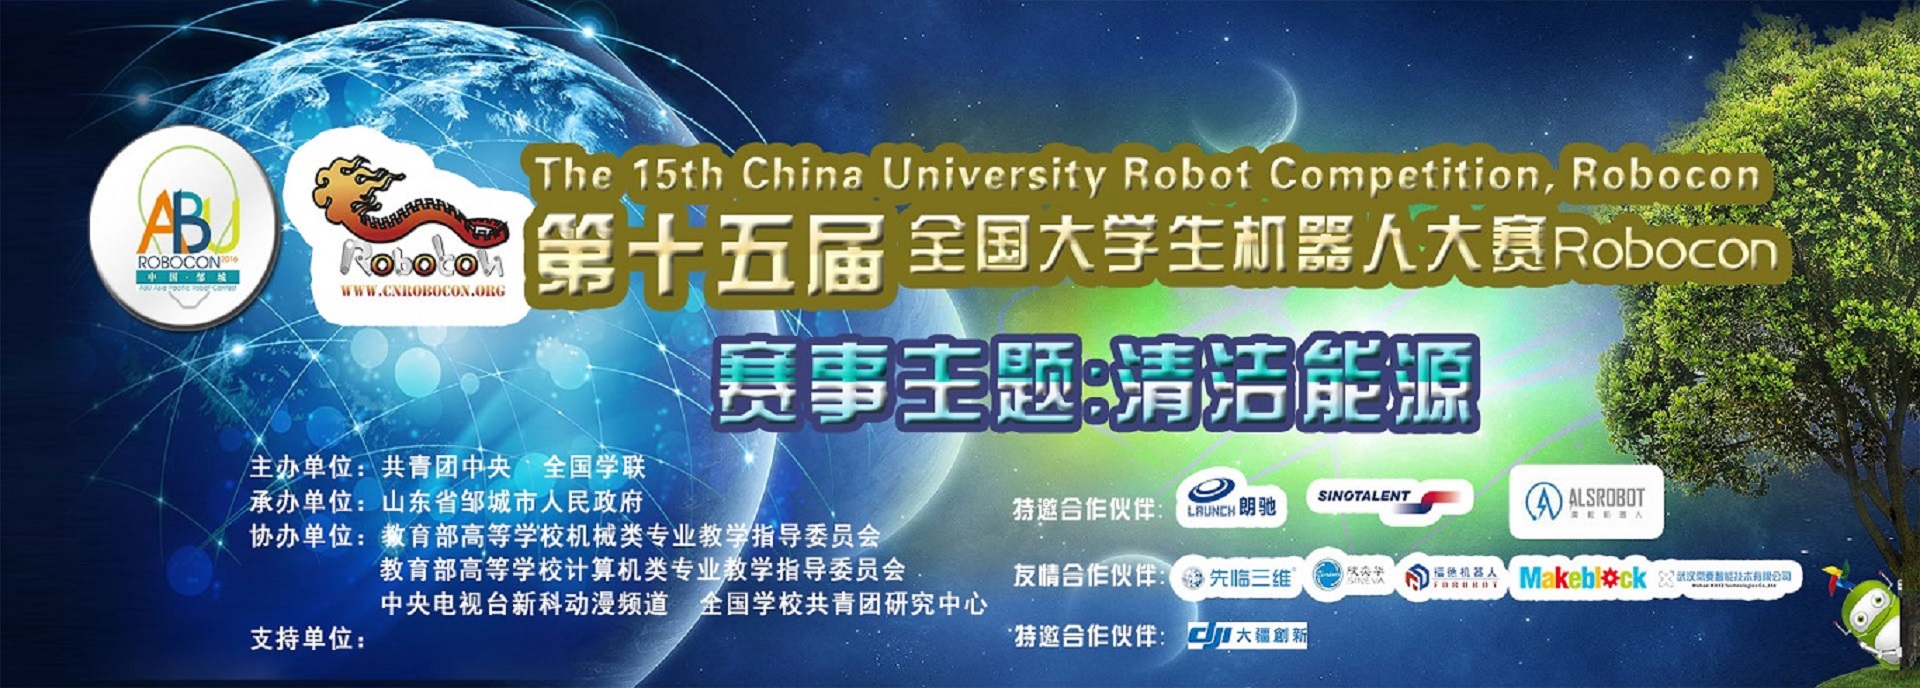 The 15th China University Robot Competition, Robocon
第十五届 全国大学生机器人大赛Robocon
赛事主题:清洁能源
ABU
ROBOCON 2016
中国·邹城
ABU Asia Pacific Robot Contest
Robocon
WWW.CNROBOCON.ORG
主办单位：共青团中央 全国学联
承办单位：山东省邹城市人民政府
协办单位：教育部高等学校机械类专业教学指导委员会
教育部高等学校计算机类专业教学指导委员会
中央电视台新科动漫频道 全国学校共青团研究中心
支持单位：
特邀合作伙伴: LAUNCH 朗驰 SINOTALENT ALSROBOT
友情合作伙伴: 先临三维 SINEVA 福德机器人 Makeblock
特邀合作伙伴: dji 大疆創新